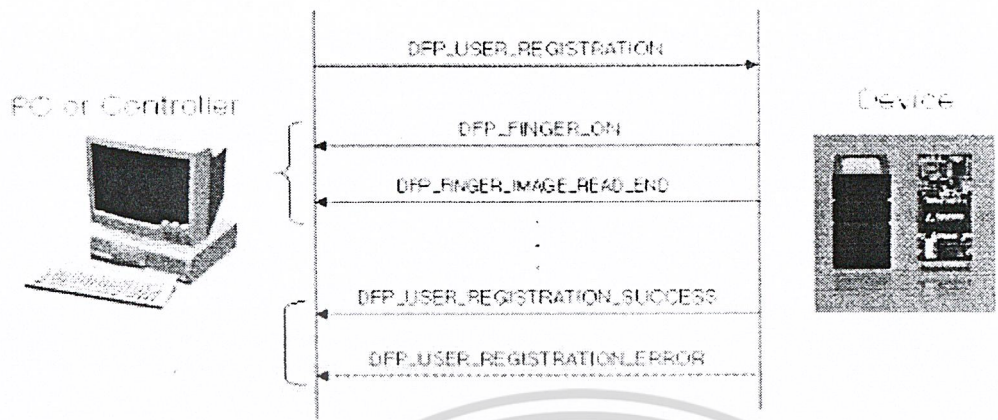 DFP_USER_REGISTRATION
PC or Controller
Device
DFP_FINGER_ON
DFP_FINGER_IMAGE_READ_END
DFP_USER_REGISTRATION_SUCCESS
DFP_USER_REGISTRATION_ERROR